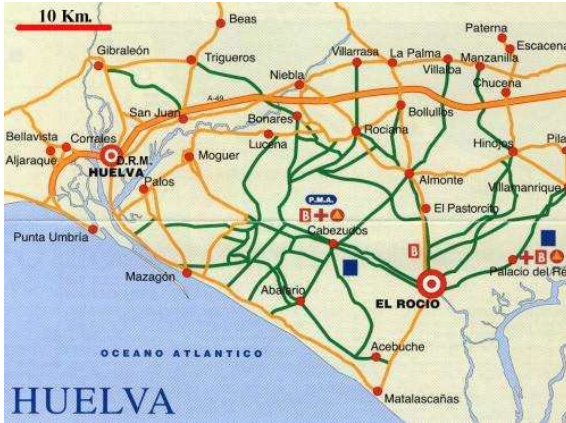 10 Km.
Beas
Paterna
Escacena
Gibraleón
Trigueros
Villarrasa
La Palma
Manzanilla
Villalba
Niebla
Chucena
A-49
San Juan
Bonares
Bollullos
Rociana
Bellavista
Corrales
Lucena
Hinojos
Pila
Aljaraque
D.R.M.
HUELVA
Moguer
Almonte
Palos
Villamanrique
P.M.A.
El Pastorcito
B
Cabezudos
Punta Umbría
B
B
Palacio del Re
Mazagón
Abalario
EL ROCIO
OCEANO ATLANTICO
Acebuche
HUELVA
Matalascañas